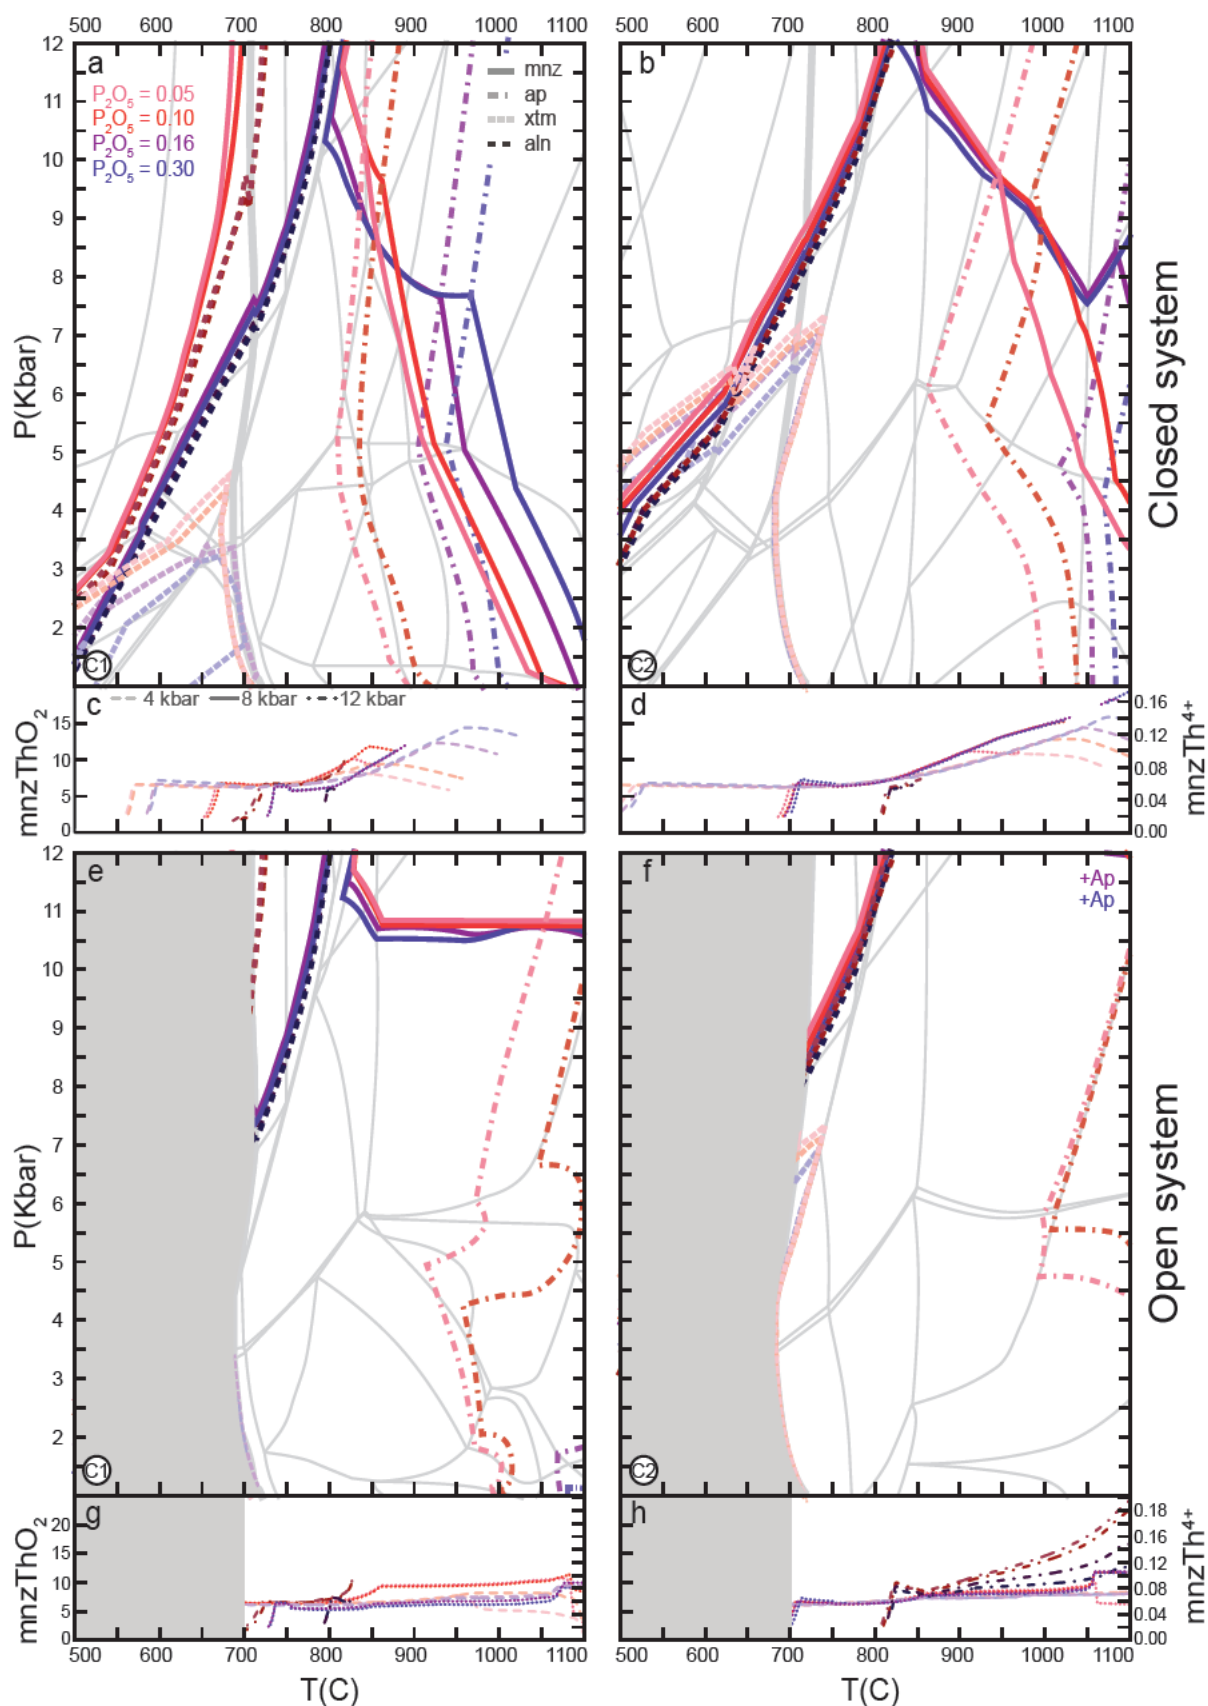 500 600 700 800 900 1000 1100
500 600 700 800 900 1000 1100
12
11
10
9
8
7
6
5
4
3
2
P(Kbar)
a
P2O5 = 0.05
P2O5 = 0.10
P2O5 = 0.16
P2O5 = 0.30
mnz
ap
xtm
aln
C1
b
C2
Closed system
c
4 kbar 8 kbar 12 kbar
15
10
5
0
mnzThO2
d
0.16
0.12
0.08
0.04
0.00
mnzTh4+
12
11
10
9
8
7
6
5
4
3
2
P(Kbar)
e
C1
f
+Ap
+Ap
C2
Open system
g
20
15
10
5
0
mnzThO2
h
0.18
0.16
0.12
0.08
0.04
0.00
mnzTh4+
500 600 700 800 900 1000 1100
500 600 700 800 900 1000 1100
T(C)
T(C)